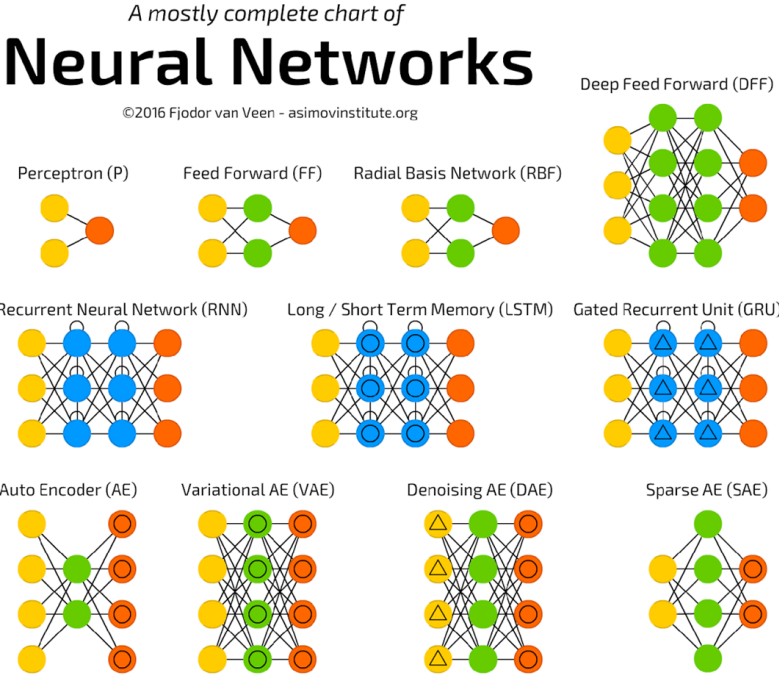 A mostly complete chart of
Neural Networks
©2016 Fjodor van Veen - asimovinstitute.org
Deep Feed Forward (DFF)
Perceptron (P)
Feed Forward (FF)
Radial Basis Network (RBF)
Recurrent Neural Network (RNN)
Long / Short Term Memory (LSTM)
Gated Recurrent Unit (GRU)
Auto Encoder (AE)
Variational AE (VAE)
Denoising AE (DAE)
Sparse AE (SAE)